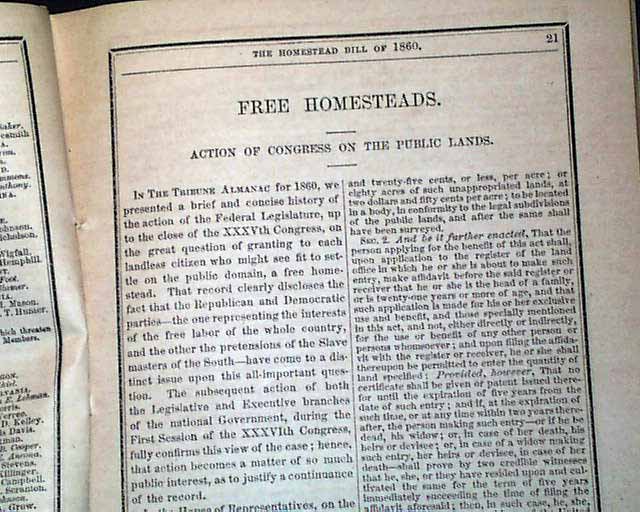 THE HOMESTEAD BILL OF 1860.
21
FREE HOMESTEADS.
ACTION OF CONGRESS ON THE PUBLIC LANDS.
IN THE TRIBUNE ALMANAC for 1860, we
presented a brief and concise history of
the action of the Federal Legislature, up
to the close of the XXXVth Congress, on
the great question of granting to each
landless citizen who might see fit to set-
tle on the public domain, a free home-
stead. That record clearly discloses the
fact that the Republican and Democratic
parties—the one representing the interests
of the free labor of the whole country,
and the other the pretensions of the Slave
masters of the South—have come to a dis-
tinct issue upon this all-important ques-
tion. The subsequent action of both
the Legislative and Executive branches
of the national Government, during the
First Session of the XXXVIth Congress,
fully confirms this view of the case; hence,
that action becomes a matter of so much
public interest, as to justify a continuance
of the record.
In the House of Representatives, on the
and twenty-five cents, or less, per acre; or
eighty acres of such unappropriated lands, at
two dollars and fifty cents per acre; to be located
in a body, in conformity to the legal subdivisions
of the public lands, and after the same shall
have been surveyed.
SEC. 2. And be it further enacted, That the
person applying for the benefit of this act shall,
upon application to the register of the land
office in which he or she is about to make such
entry, make affidavit before the said register or
receiver that he or she is the head of a family,
or is twenty-one years or more of age, and that
such application is made for his or her exclusive
use and benefit, and those specially mentioned
in this act, and not, either directly or indirectly,
for the use or benefit of any other person or
persons whomsoever; and upon filing the affida-
vit with the register or receiver, he or she shall
thereupon be permitted to enter the quantity of
land specified: Provided, however, That no
certificate shall be given or patent issued there-
for until the expiration of five years from the
date of such entry; and if, at the expiration of
such time, or at any time within two years there-
after, the person making such entry—or if he be
dead, his widow; or, in case of her death, his
heirs or devisee; or, in case of a widow making
such entry, her heirs or devisee, in case of her
death—shall prove by two credible witnesses
that he, she, or they have resided upon and cul-
tivated the same for the term of five years
immediately succeeding the time of filing the
affidavit aforesaid; then, in such case, he, she,